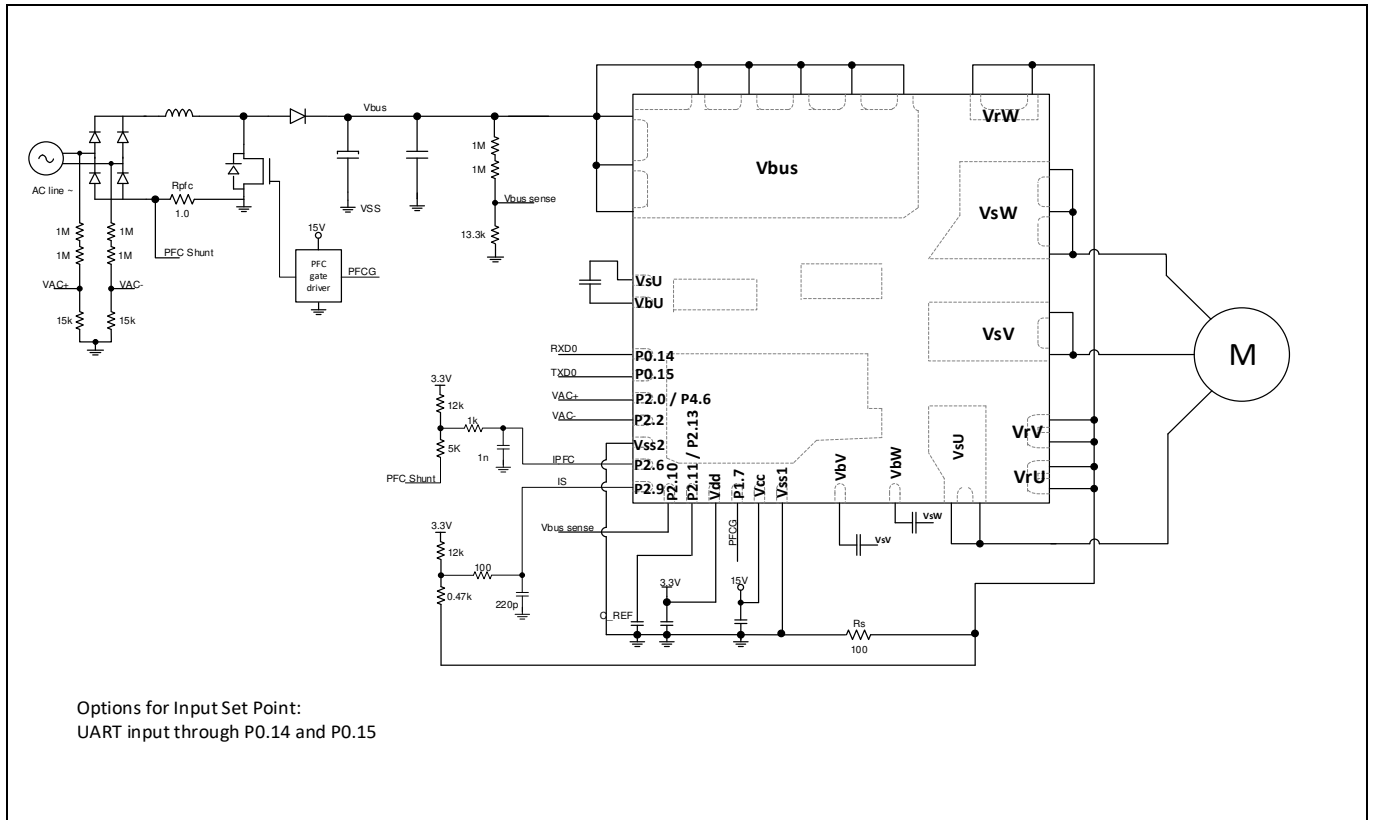 VrW
Vbus
Vbus
1M
1M
VsW
Rpfc
1.0
AC line ~
VSS
Vbus sense
13.3k
15V
1M
1M
1M
1M
PFC Shunt
PFC
gate
driver
PFCG
VAC+
VAC-
15k
15k
VsU
VbU
VsV
M
RXD0
P0.14
TXD0
P0.15
VAC+
P2.0 / P4.6
VAC-
P2.2
Vss2
3.3V
12k
1k
5K
1n
PFC Shunt
IPFC
P2.6
IS
P2.9
P2.10
P2.11 / P2.13
Vdd
P1.7
Vcc
Vss1
VbV
VbW
VsU
VrV
VrU
Vbus sense
PFCG
VsW
VsV
3.3V
12k
100
0.47k
220p
C_REF
3.3V
15V
Rs
100
Options for Input Set Point:
UART input through P0.14 and P0.15